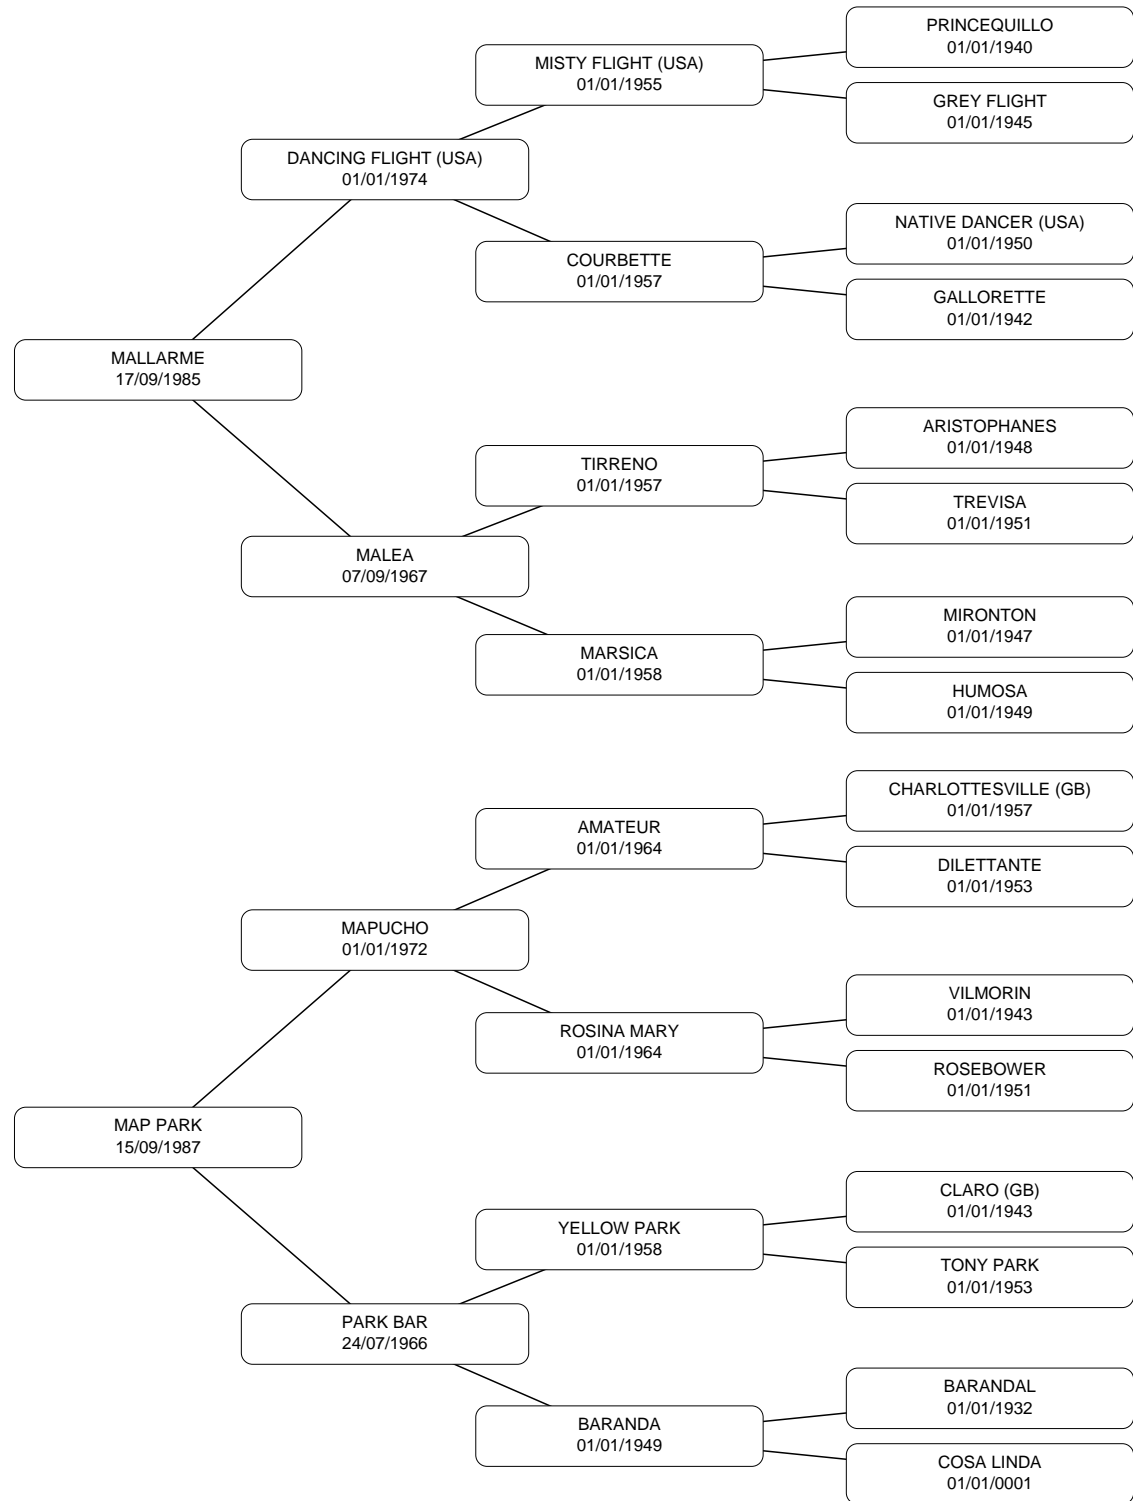 PRINCEQUILLO
01/01/1940
MISTY FLIGHT (USA)
01/01/1955
GREY FLIGHT
01/01/1945
DANCING FLIGHT (USA)
01/01/1974
NATIVE DANCER (USA)
01/01/1950
COURBETTE
01/01/1957
GALLORETTE
01/01/1942
MALLARME
17/09/1985
ARISTOPHANES
01/01/1948
TIRRENO
01/01/1957
TREVISA
01/01/1951
MALEA
07/09/1967
MIRONTON
01/01/1947
MARSICA
01/01/1958
HUMOSA
01/01/1949
CHARLOTTESVILLE (GB)
01/01/1957
AMATEUR
01/01/1964
DILETTANTE
01/01/1953
MAPUCHO
01/01/1972
VILMORIN
01/01/1943
ROSINA MARY
01/01/1964
ROSEBOWER
01/01/1951
MAP PARK
15/09/1987
CLARO (GB)
01/01/1943
YELLOW PARK
01/01/1958
TONY PARK
01/01/1953
PARK BAR
24/07/1966
BARANDAL
01/01/1932
BARANDA
01/01/1949
COSA LINDA
01/01/0001